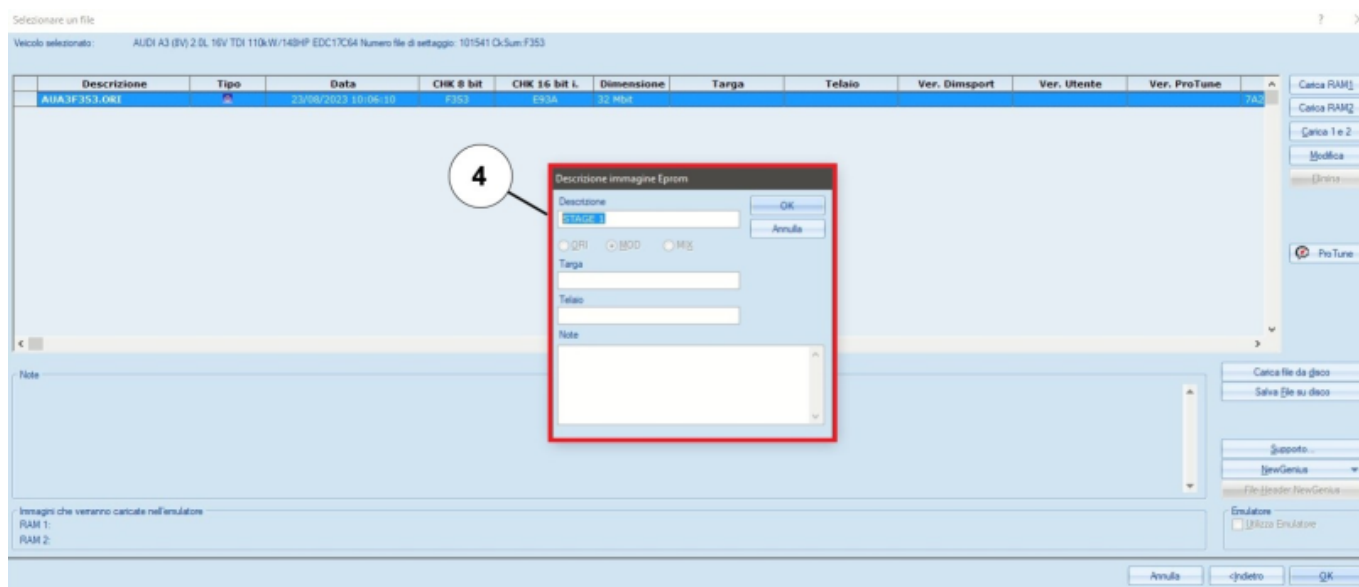 Selezionare un file
?
Veicolo selezionato: AUDI A3 (8V) 2.0L 16V TDI 110kW/148HP EDC17C64 Numero file di settaggio: 101541 CkSum:F353
Descrizione Tipo Data CHK 8 bit CHK 16 bit i. Dimensione Targa Telaio Ver. Dimsport Ver. Utente Ver. ProTune
AUA3F353.ORI 23/08/2023 10:06:10 F353 E93A 32 Mbit 7A2
Carica RAM1
Carica RAM2
Carica 1 e 2
Modifica
Elimina
ProTune
4
Descrizione immagine Eprom
Descrizione
STAGE 1
OK
Annulla
ORI MOD MIX
Targa
Telaio
Note
Note
Carica file da disco
Salva File su disco
Supporto...
NewGenius
File Header NewGenius
Immagini che verranno caricate nell'emulatore
RAM 1:
RAM 2:
Emulatore
Utilizza Emulatore
Annulla <Indietro OK